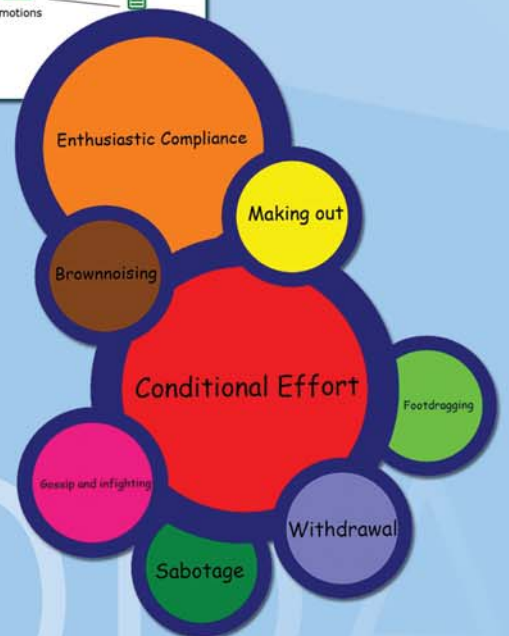 motions
Enthusiastic Compliance
Making out
Brownnoising
Conditional Effort
Footdragging
Gossip and infighting
Withdrawal
Sabotage